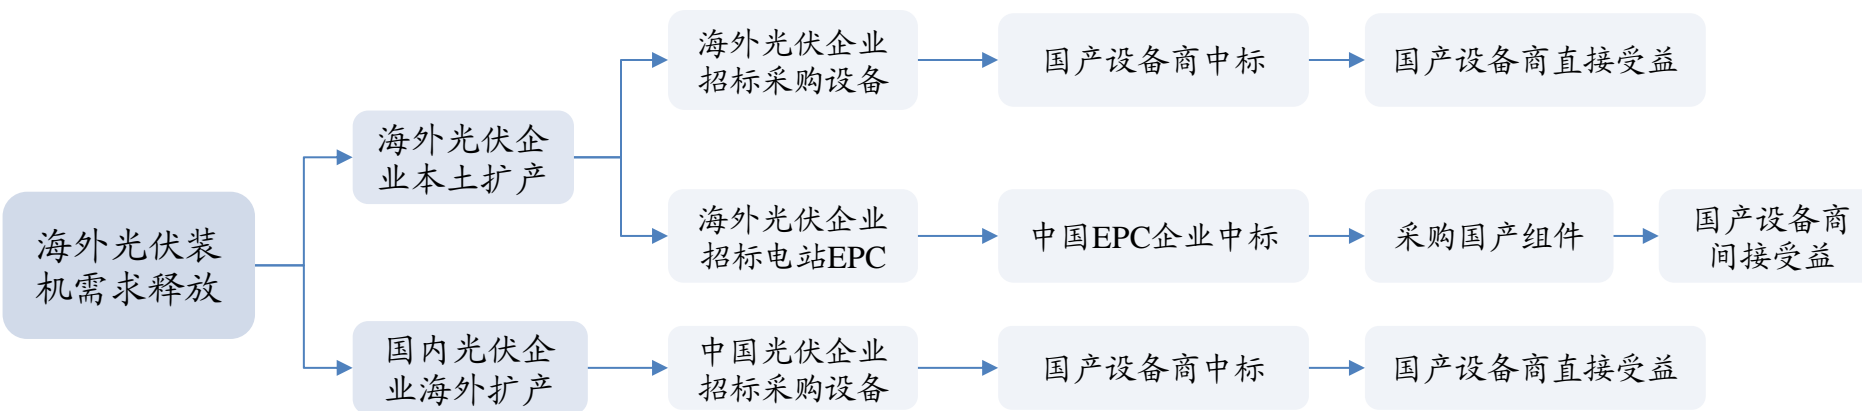 海外光伏装
机需求释放
海外光伏企
业本土扩产
海外光伏企业
招标采购设备
国产设备商中标
国产设备商直接受益
海外光伏企业
招标电站EPC
中国EPC企业中标
采购国产组件
国产设备商
间接受益
国内光伏企
业海外扩产
中国光伏企业
招标采购设备
国产设备商中标
国产设备商直接受益